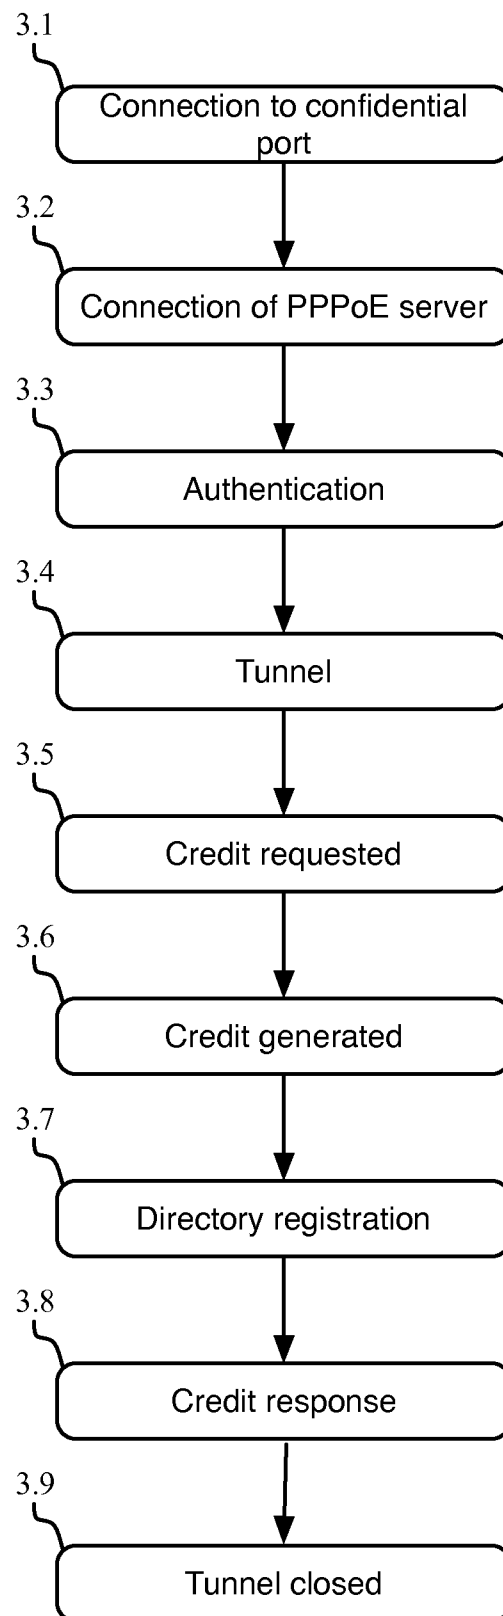 3.1
Connection to confidential
port
3.2
Connection of PPPoE server
3.3
Authentication
3.4
Tunnel
3.5
Credit requested
3.6
Credit generated
3.7
Directory registration
3.8
Credit response
3.9
Tunnel closed